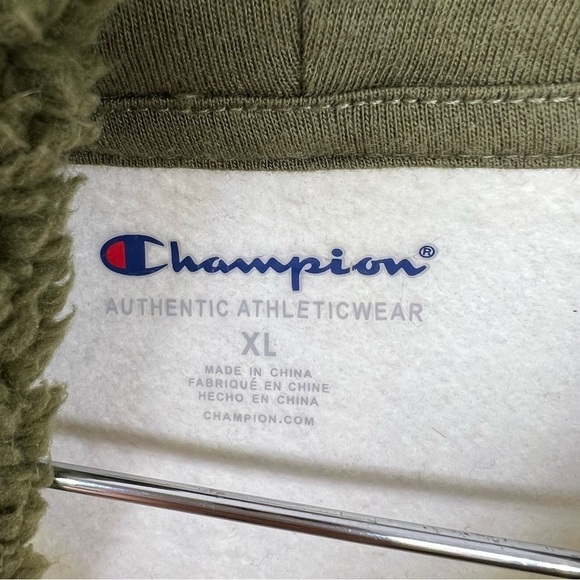 Champion®
AUTHENTIC ATHLETICWEAR
XL
MADE IN CHINA
FABRIQUÉ EN CHINE
HECHO EN CHINA
CHAMPION.COM